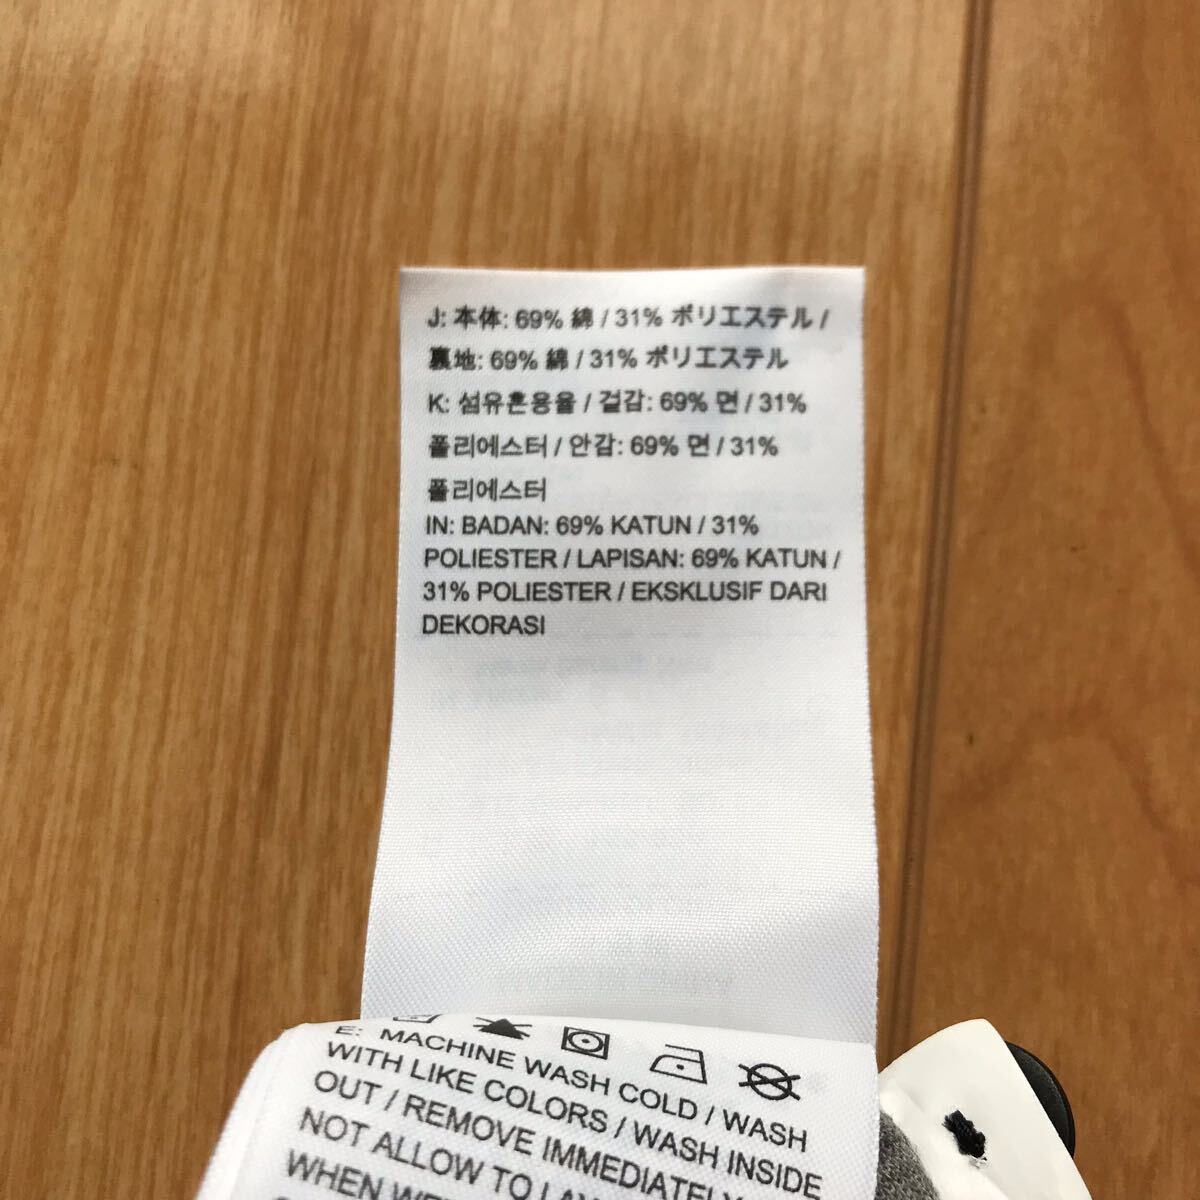 J: 本体: 69% 綿 / 31% ポリエステル /
裏地: 69% 綿 / 31% ポリエステル
K: 섬유혼용율 / 겉감: 69% 면 / 31%
폴리에스터 / 안감: 69% 면 / 31%
폴리에스터
IN: BADAN: 69% KATUN / 31%
POLIESTER / LAPISAN: 69% KATUN /
31% POLIESTER / EKSKLUSIF DARI
DEKORASI
E: MACHINE WASH COLD / WASH
WITH LIKE COLORS / WASH INSIDE
OUT / REMOVE IMMEDIATELY
NOT ALLOW TO
WHEN